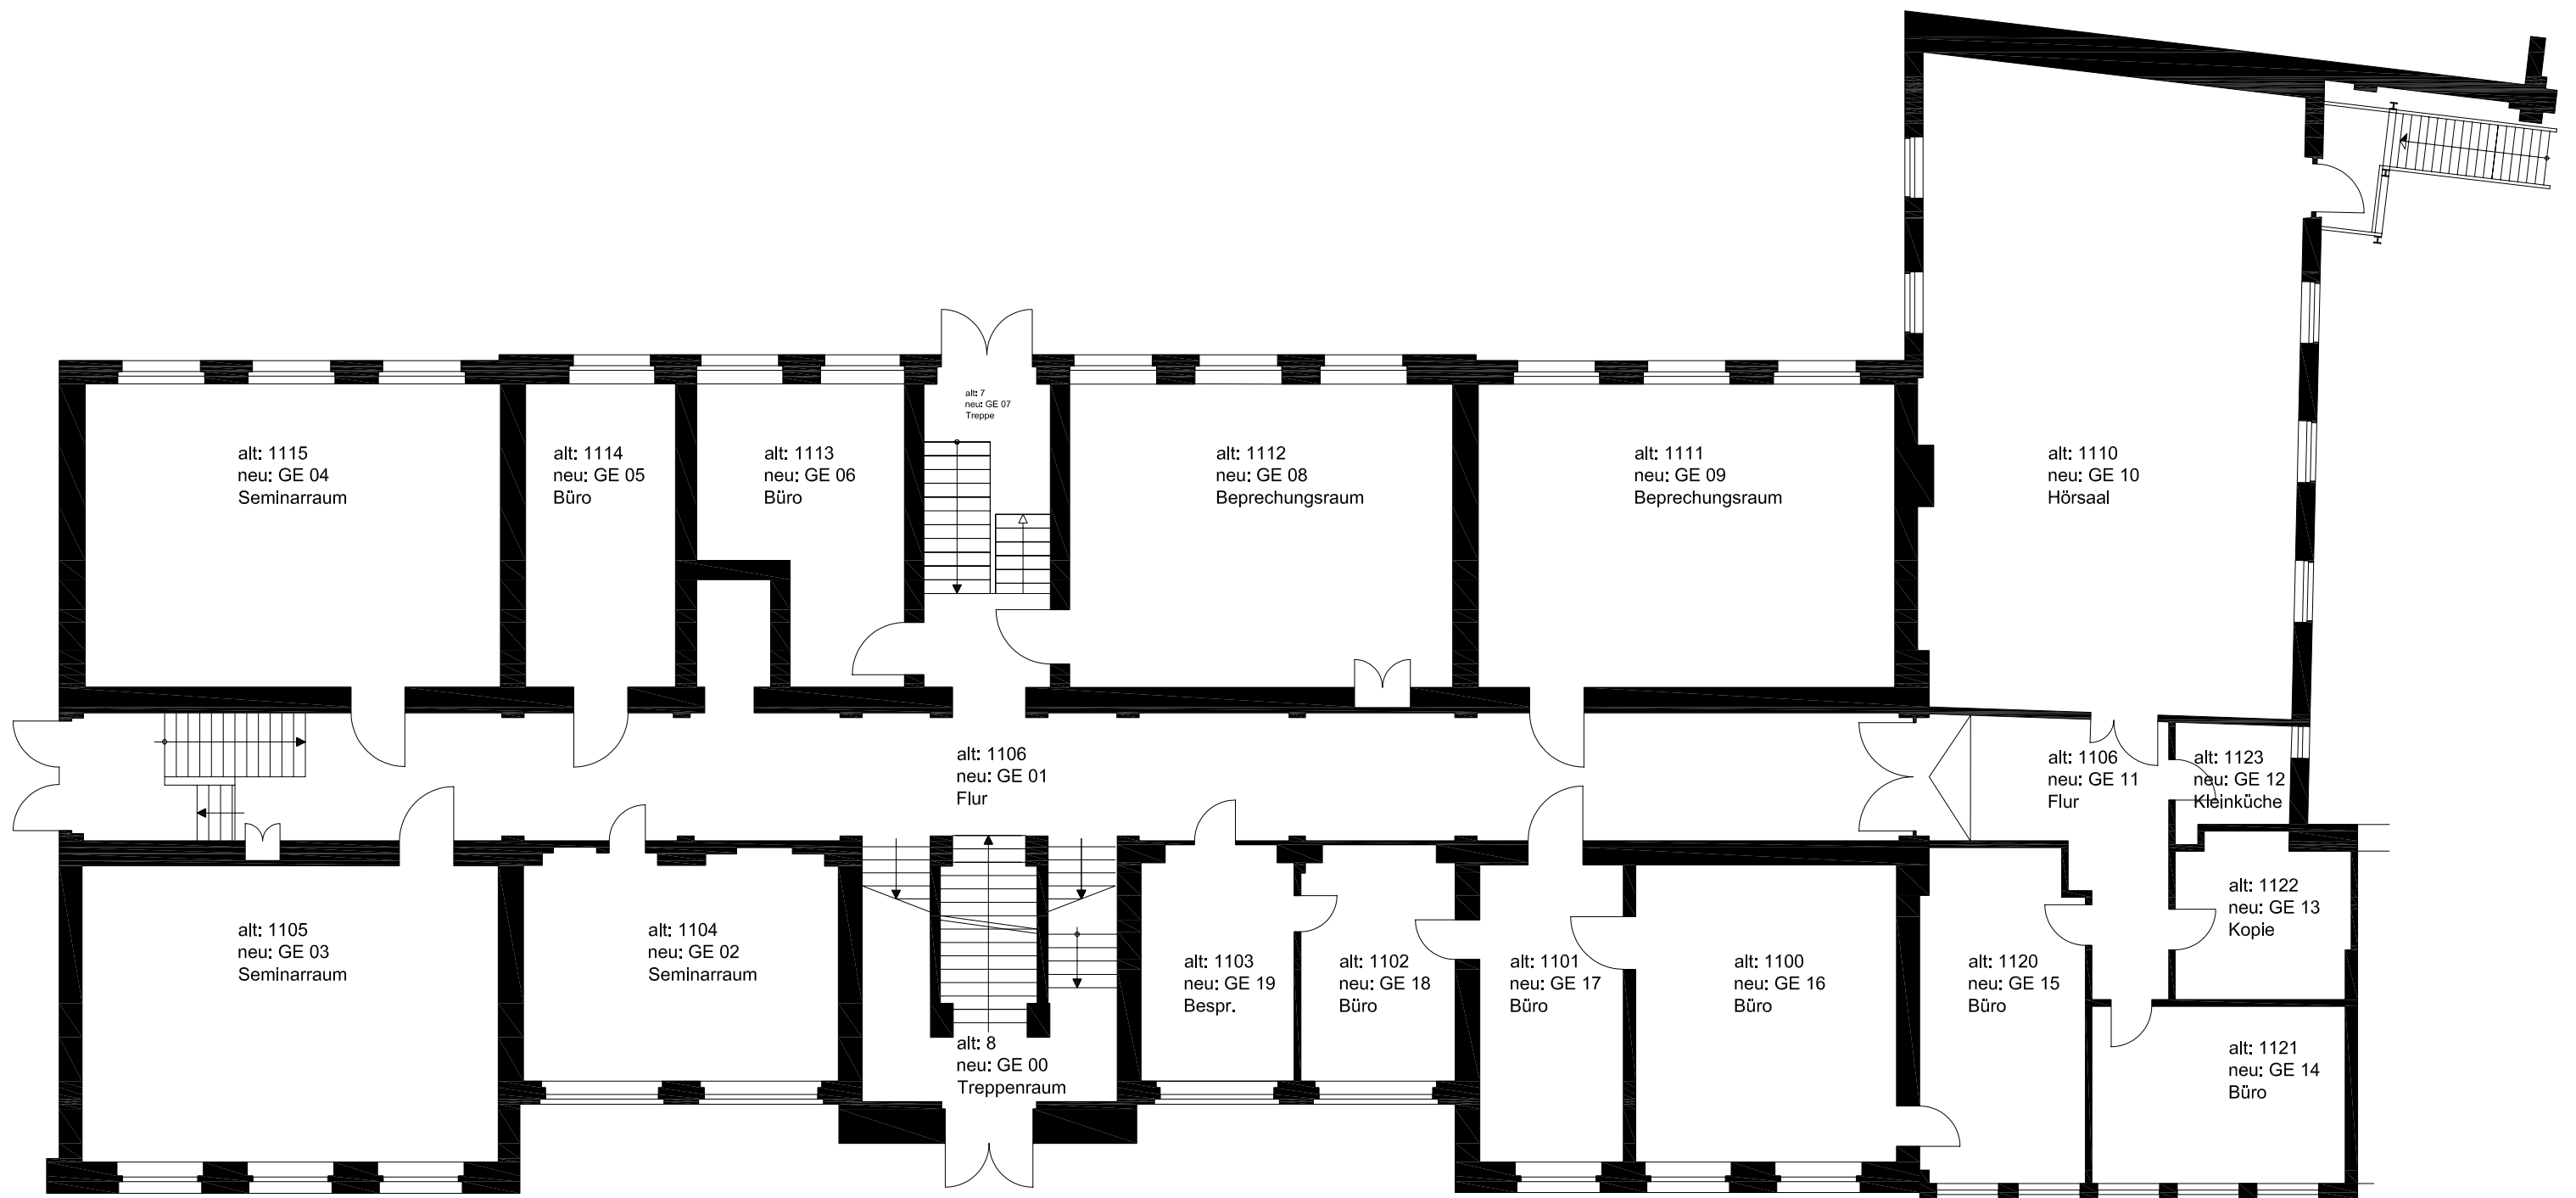 alt: 7
neu: GE 07
Treppe
alt: 1115
neu: GE 04
Seminarraum
alt: 1114
neu: GE 05
Büro
alt: 1113
neu: GE 06
Büro
alt: 1112
neu: GE 08
Beprechungsraum
alt: 1111
neu: GE 09
Beprechungsraum
alt: 1110
neu: GE 10
Hörsaal
alt: 1106
neu: GE 01
Flur
alt: 1106
neu: GE 11
Flur
alt: 1123
neu: GE 12
Kleinküche
alt: 1105
neu: GE 03
Seminarraum
alt: 1104
neu: GE 02
Seminarraum
alt: 8
neu: GE 00
Treppenraum
alt: 1103
neu: GE 19
Bespr.
alt: 1102
neu: GE 18
Büro
alt: 1101
neu: GE 17
Büro
alt: 1100
neu: GE 16
Büro
alt: 1120
neu: GE 15
Büro
alt: 1122
neu: GE 13
Kopie
alt: 1121
neu: GE 14
Büro